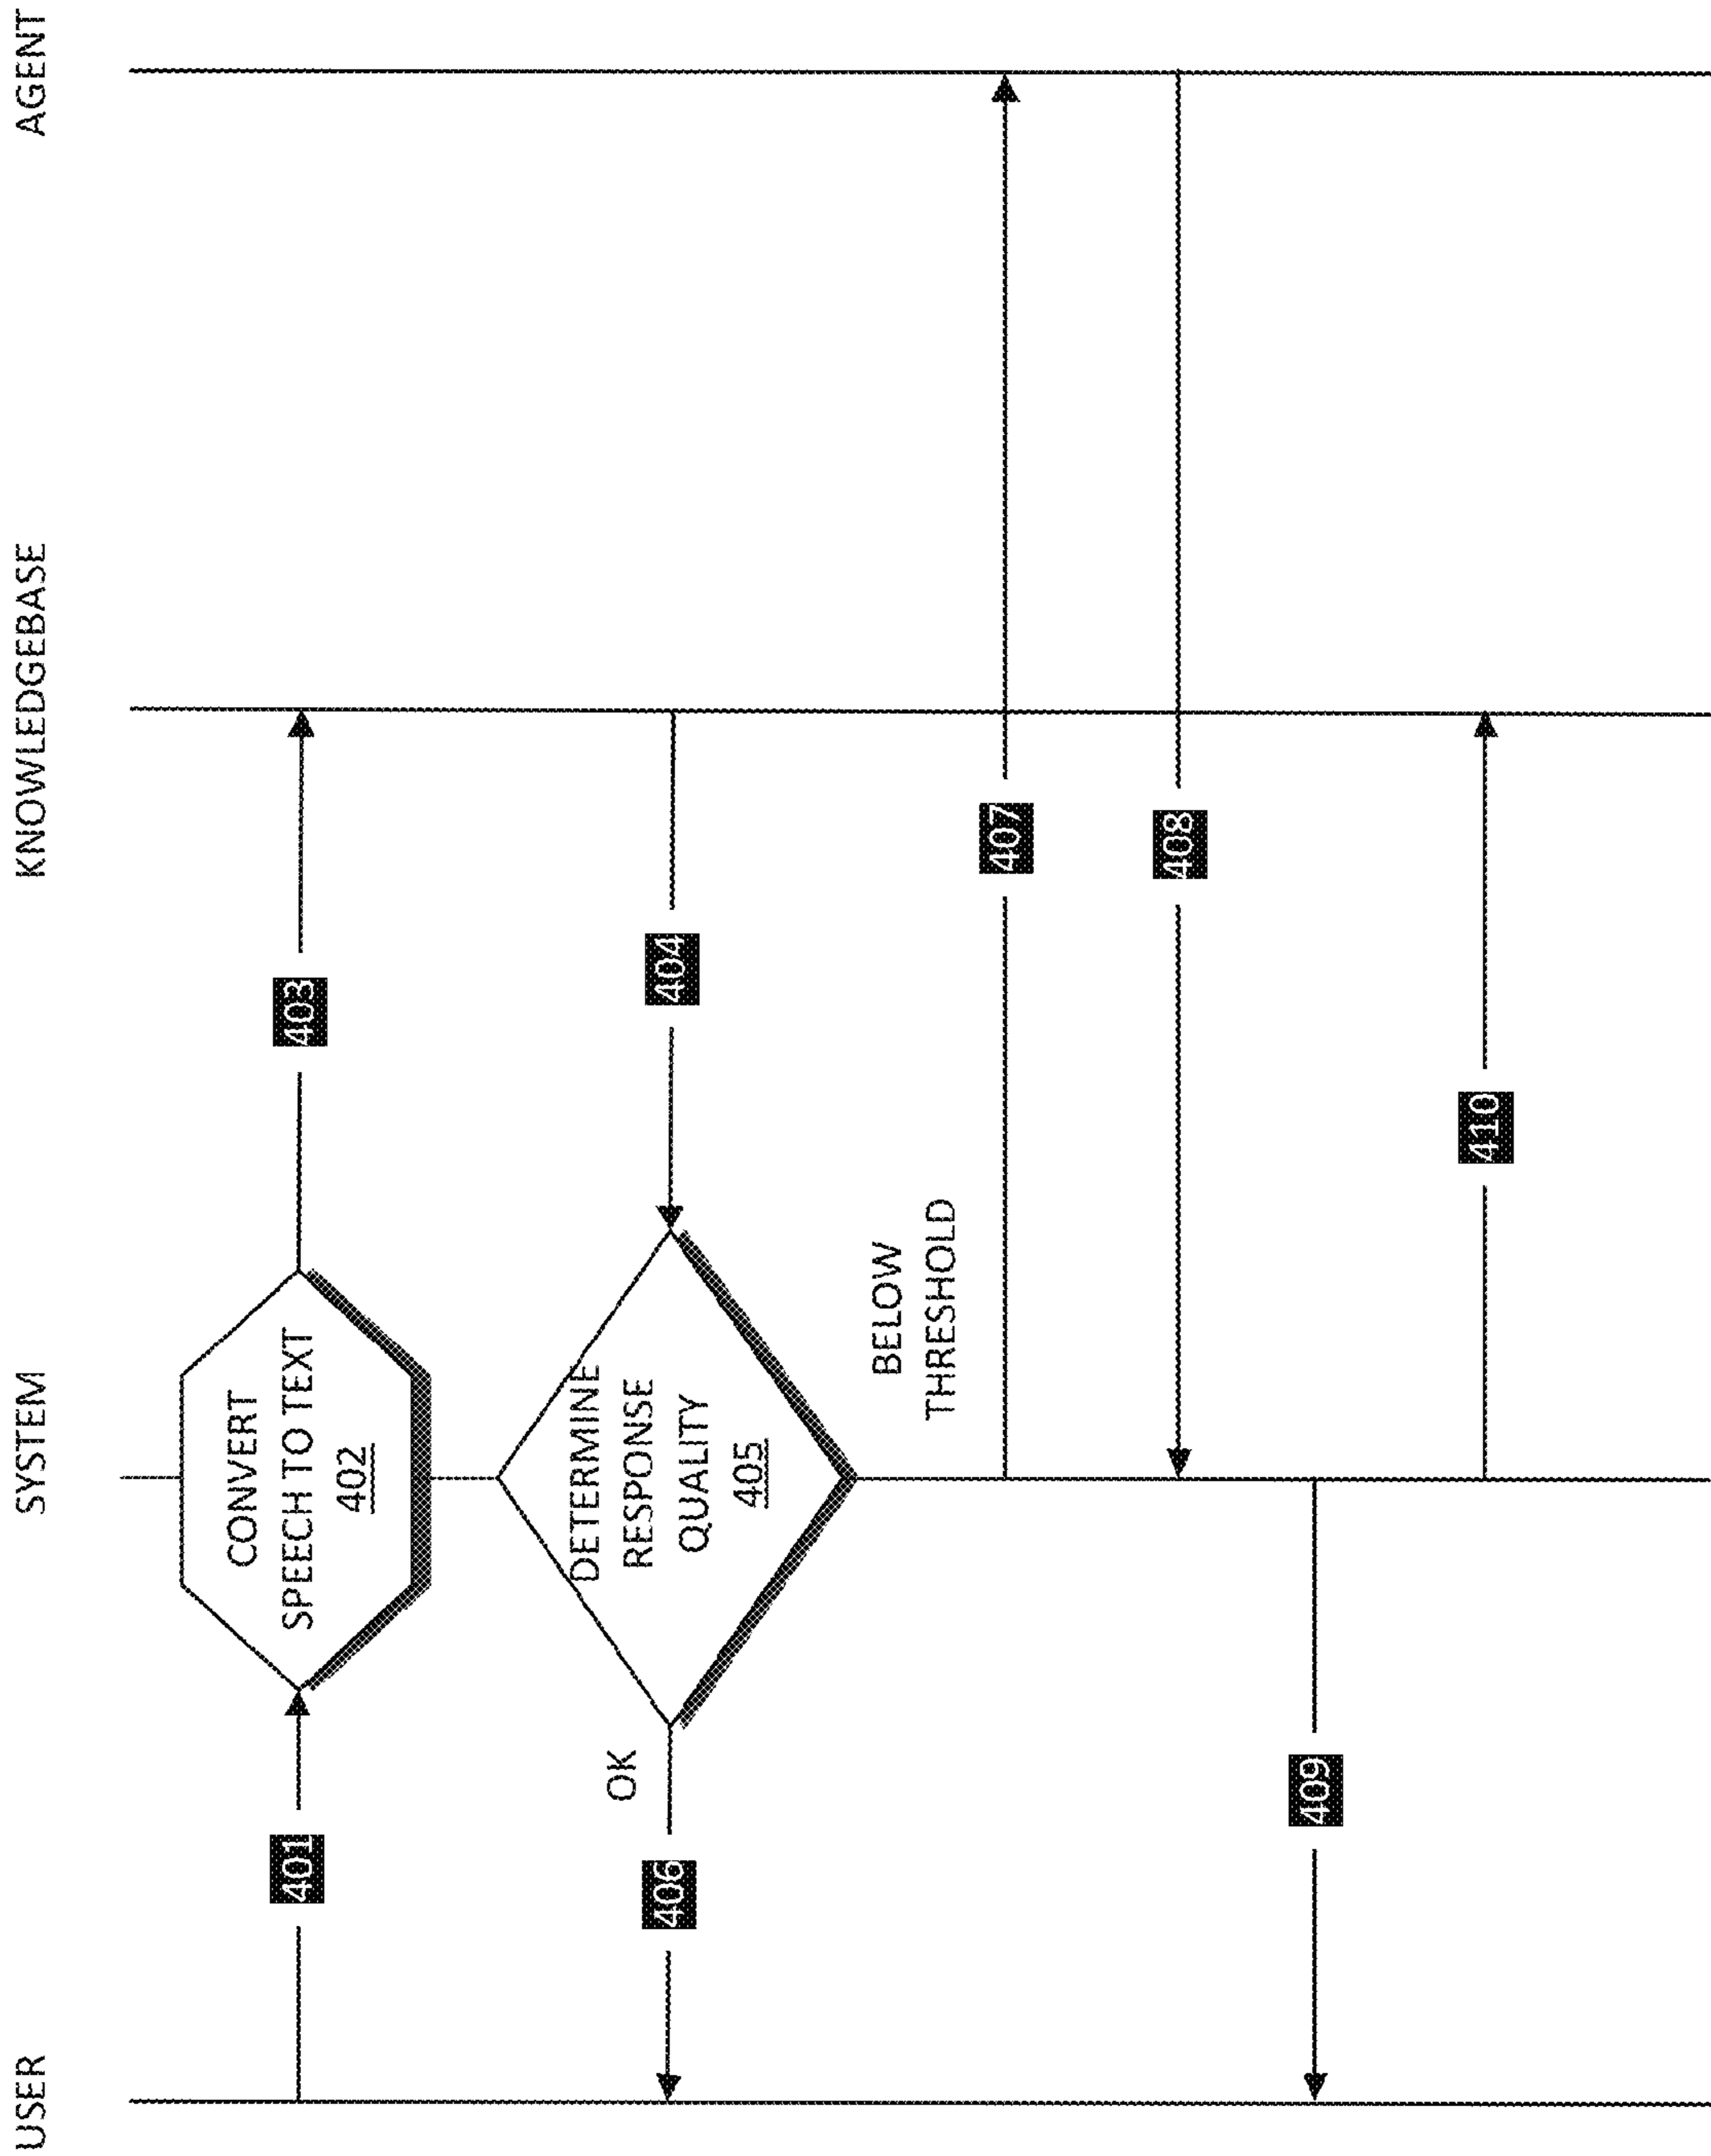 USER
SYSTEM
KNOWLEDGEBASE
AGENT
401
CONVERT
SPEECH TO TEXT
402
403
OK
406
DETERMINE
RESPONSE
QUALITY
405
404
BELOW
THRESHOLD
407
408
409
410